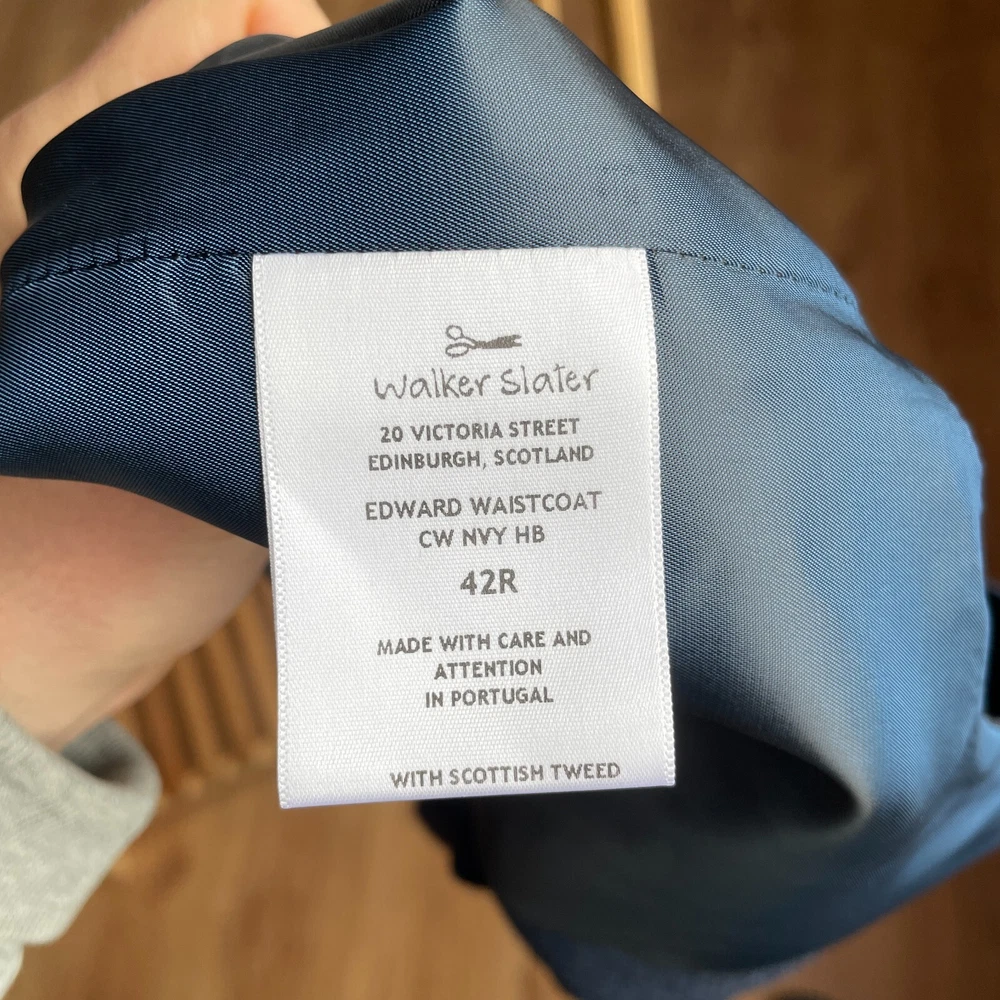 Walker Slater
20 VICTORIA STREET
EDINBURGH, SCOTLAND
EDWARD WAISTCOAT
CW NVY HB
42R
MADE WITH CARE AND
ATTENTION
IN PORTUGAL
WITH SCOTTISH TWEED